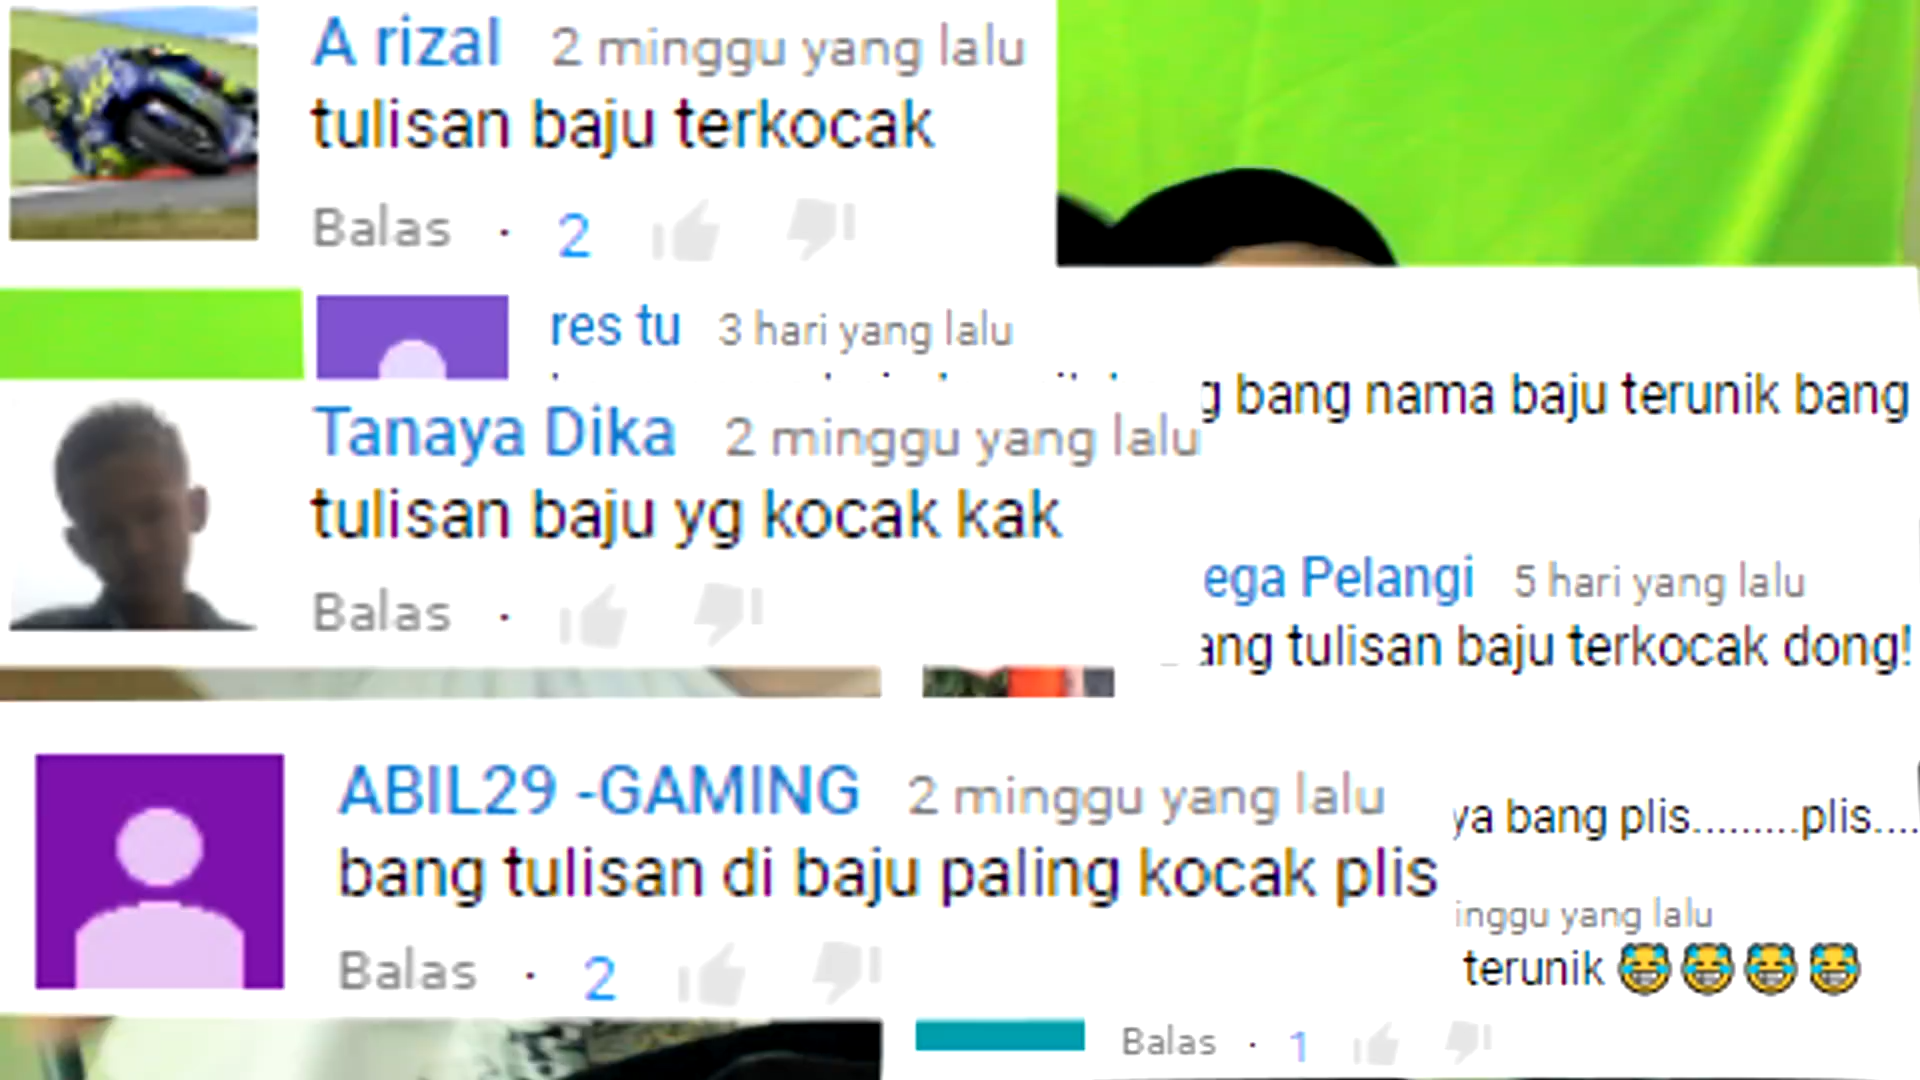 A rizal 2 minggu yang lalu
tulisan baju terkocak
Balas · 2
res tu 3 hari yang lalu
bang nama baju terunik bang
Tanaya Dika 2 minggu yang lalu
tulisan baju yg kocak kak
Balas ·
ega Pelangi 5 hari yang lalu
ang tulisan baju terkocak dong!
ABIL29 -GAMING 2 minggu yang lalu
bang tulisan di baju paling kocak plis
Balas · 2
ya bang plis.........plis....
inggu yang lalu
terunik 😂😂😂😂
Balas · 1